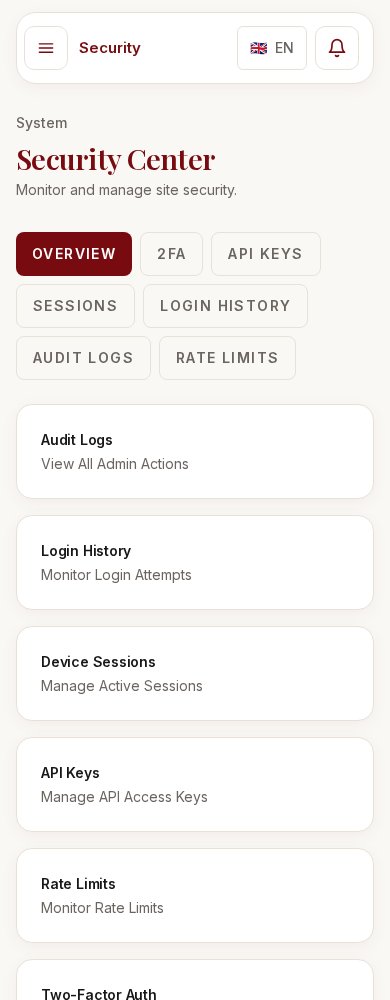 Security
EN
System
Security Center
Monitor and manage site security.
OVERVIEW
2FA
API KEYS
SESSIONS
LOGIN HISTORY
AUDIT LOGS
RATE LIMITS
Audit Logs
View All Admin Actions
Login History
Monitor Login Attempts
Device Sessions
Manage Active Sessions
API Keys
Manage API Access Keys
Rate Limits
Monitor Rate Limits
Two-Factor Auth